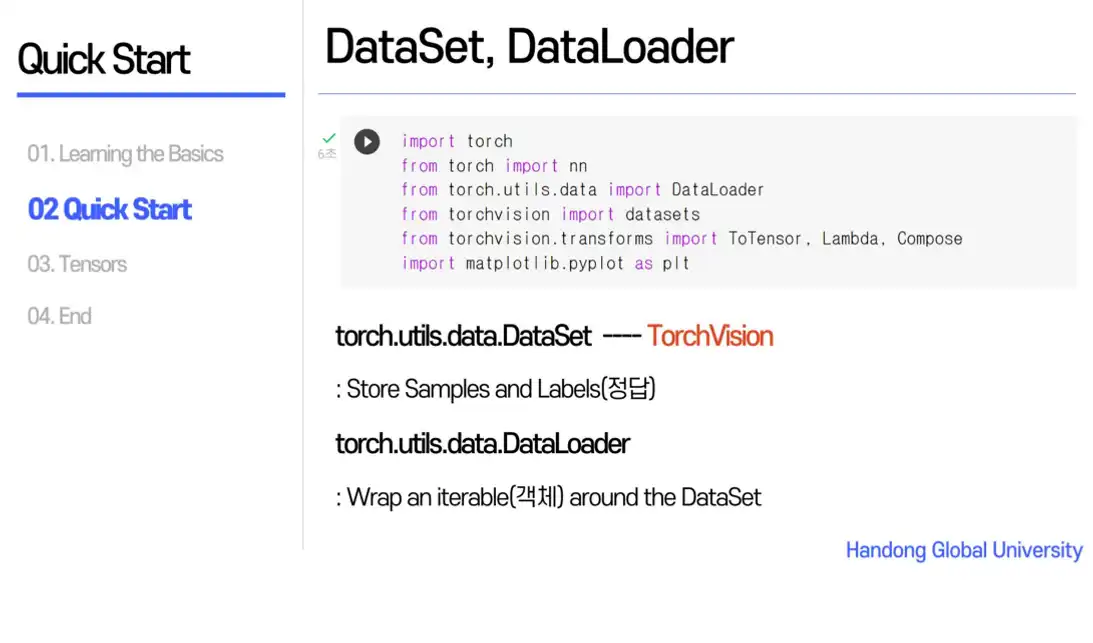 Quick Start
01. Learning the Basics
02 Quick Start
03. Tensors
04. End
DataSet, DataLoader
6초
import torch
from torch import nn
from torch.utils.data import DataLoader
from torchvision import datasets
from torchvision.transforms import ToTensor, Lambda, Compose
import matplotlib.pyplot as plt
torch.utils.data.DataSet ---- TorchVision
: Store Samples and Labels(정답)
torch.utils.data.DataLoader
: Wrap an iterable(객체) around the DataSet
Handong Global University